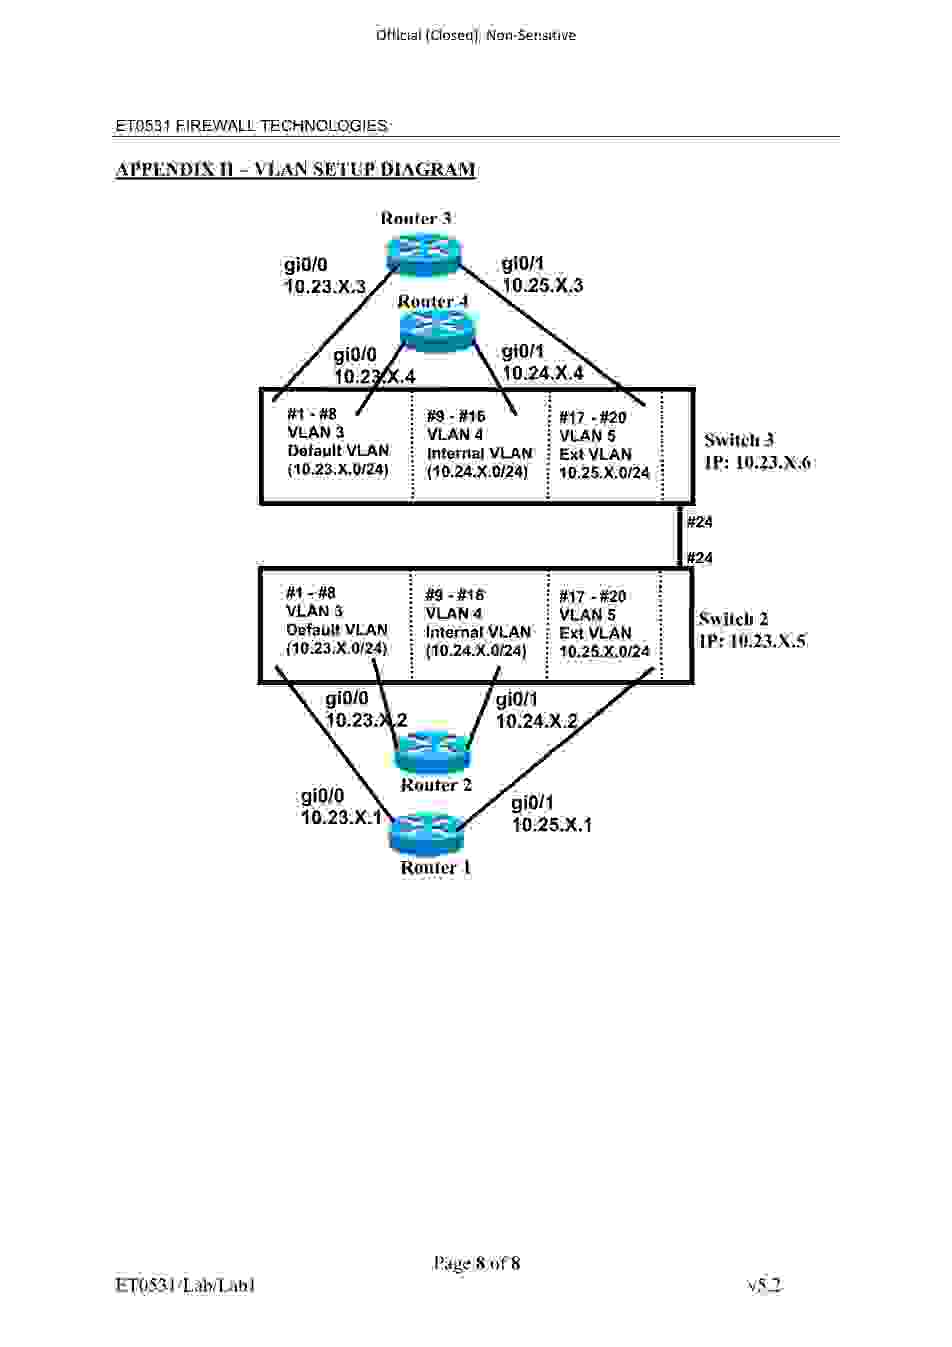 Official (Closed), Non-Sensitive
ET0531 FIREWALL TECHNOLOGIES
APPENDIX II – VLAN SETUP DIAGRAM
Router 3
gi0/0
10.23.X.3
gi0/1
10.25.X.3
Router 4
gi0/0
10.23.X.4
gi0/1
10.24.X.4
#1 - #8
VLAN 3
Default VLAN
(10.23.X.0/24)
#9 - #16
VLAN 4
Internal VLAN
(10.24.X.0/24)
#17 - #20
VLAN 5
Ext VLAN
10.25.X.0/24
Switch 3
IP: 10.23.X.6
#24
#24
#1 - #8
VLAN 3
Default VLAN
(10.23.X.0/24)
#9 - #16
VLAN 4
Internal VLAN
(10.24.X.0/24)
#17 - #20
VLAN 5
Ext VLAN
10.25.X.0/24
Switch 2
IP: 10.23.X.5
gi0/0
10.23.X.2
gi0/1
10.24.X.2
Router 2
gi0/0
10.23.X.1
gi0/1
10.25.X.1
Router 1
Page 8 of 8
ET0531/Lab/Lab1
v5.2